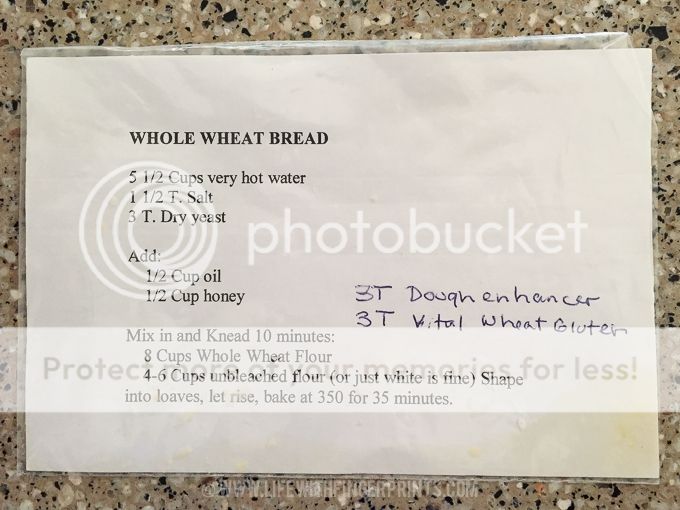 WHOLE WHEAT BREAD
5 1/2 Cups very hot water
1 1/2 T. Salt
3 T. Dry yeast
photobucket
Add:
1/2 Cup oil
1/2 Cup honey
3T Dough enhancer
3T Vital Wheat Gluten
Mix in and Knead 10 minutes:
8 Cups Whole Wheat Flour
Protect more of your memories for less!
4-6 Cups unbleached flour (or just white is fine) Shape
into loaves, let rise, bake at 350 for 35 minutes.
©WWW.LIFEWITHFINGERPRINTS.COM